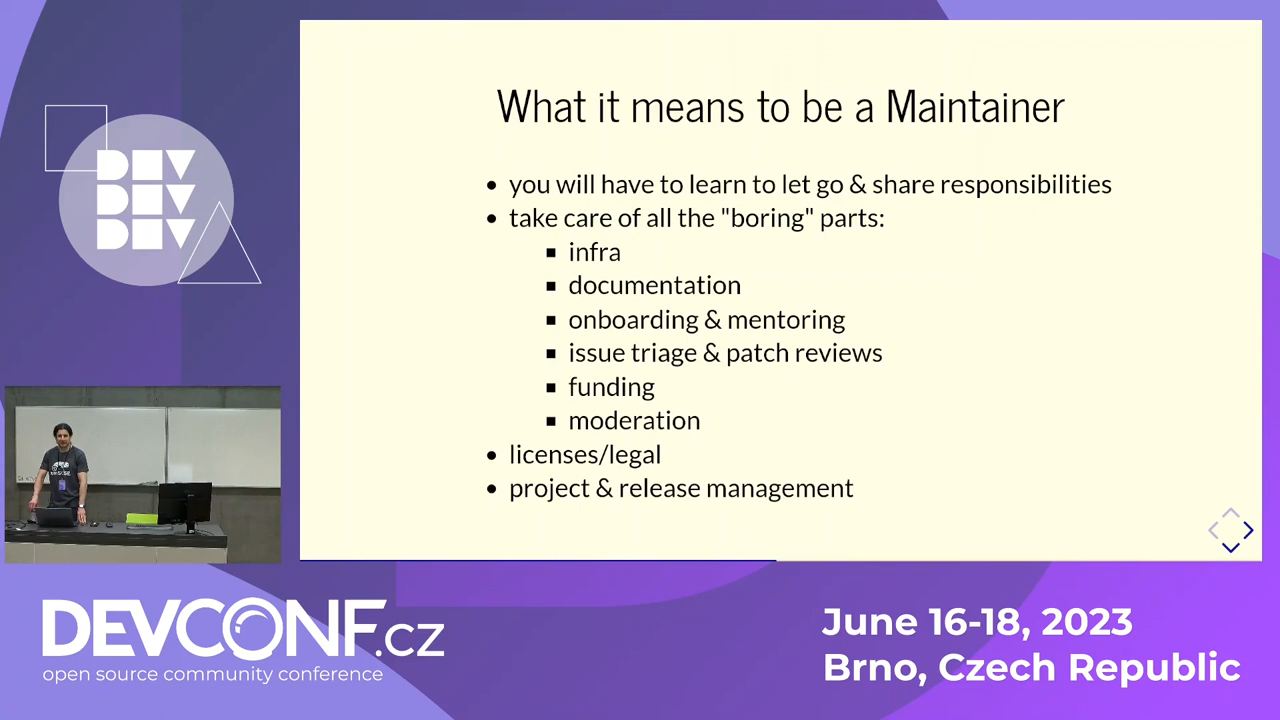 What it means to be a Maintainer
you will have to learn to let go & share responsibilities
take care of all the "boring" parts:
infra
documentation
onboarding & mentoring
issue triage & patch reviews
funding
moderation
licenses/legal
project & release management
DEV
DEV
DEV
DEVCONF.cz
open source community conference
June 16-18, 2023
Brno, Czech Republic